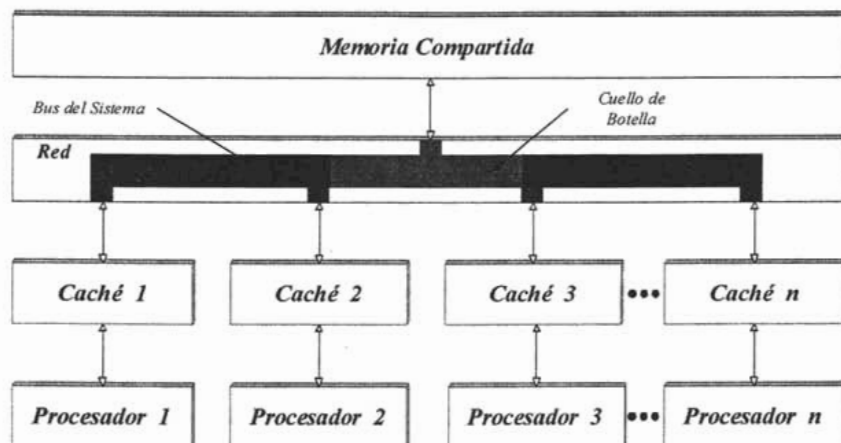 Memoria Compartida
Bus del Sistema
Cuello de
Botella
Red
Caché 1
Caché 2
Caché 3
Caché n
Procesador 1
Procesador 2
Procesador 3
Procesador n